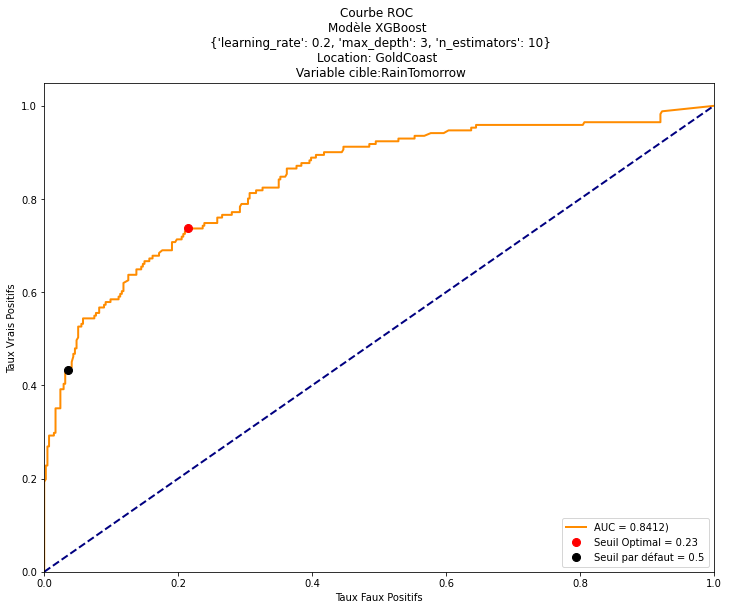 Courbe ROC
Modèle XGBoost
{'learning_rate': 0.2, 'max_depth': 3, 'n_estimators': 10}
Location: GoldCoast
Variable cible:RainTomorrow
Taux Vrais Positifs
1.0
0.8
0.6
0.4
0.2
0.0
0.0 0.2 0.4 0.6 0.8 1.0
Taux Faux Positifs
AUC = 0.8412)
Seuil Optimal = 0.23
Seuil par défaut = 0.5